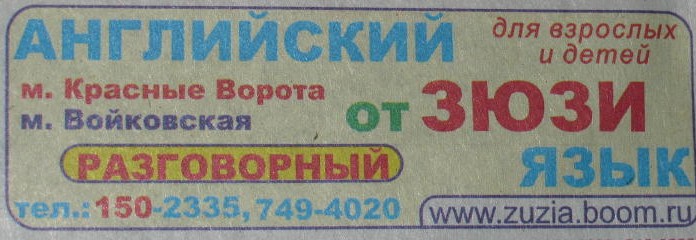 АНГЛИЙСКИЙ
для взрослых
и детей
м. Красные Ворота
м. Войковская
от ЗЮЗИ
РАЗГОВОРНЫЙ
ЯЗЫК
тел.: 150-2335, 749-4020
www.zuzia.boom.ru